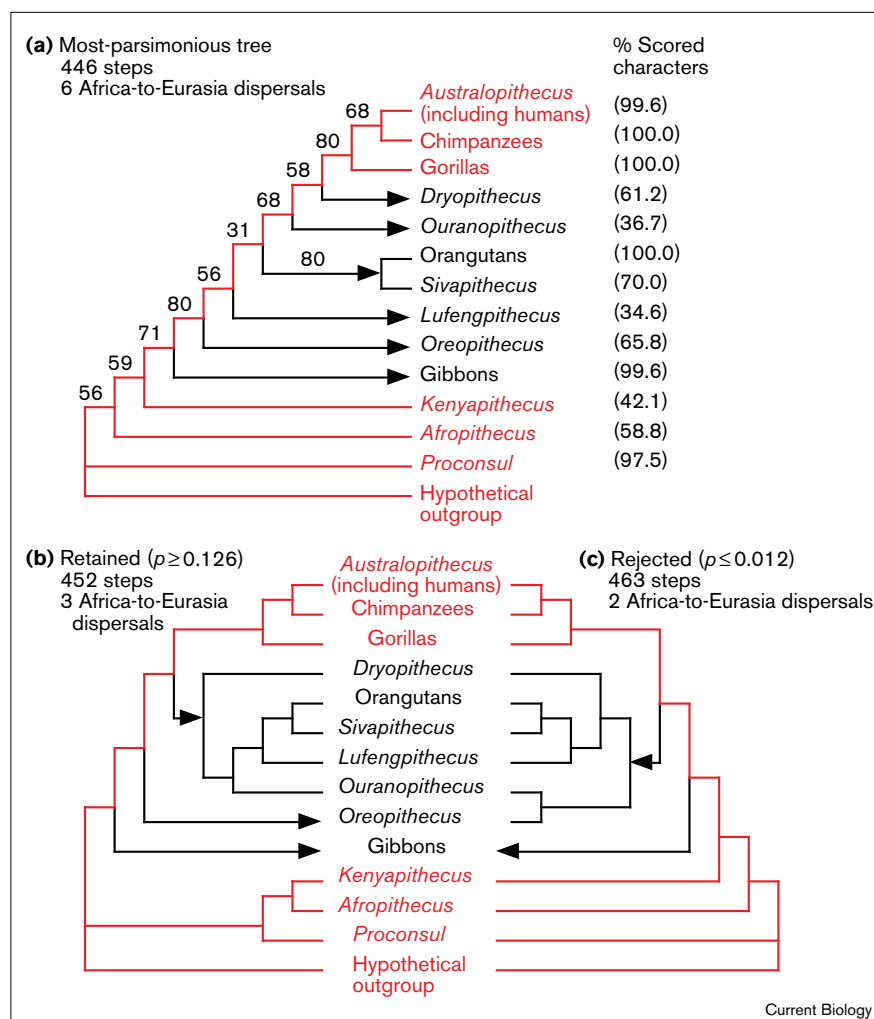 (a) Most-parsimonious tree
446 steps
6 Africa-to-Eurasia dispersals
% Scored
characters
68
Australopithecus
(including humans)
(99.6)
80
Chimpanzees
(100.0)
58
Gorillas
(100.0)
68
Dryopithecus
(61.2)
31
Ouranopithecus
(36.7)
80
Orangutans
(100.0)
56
Sivapithecus
(70.0)
80
Lufengpithecus
(34.6)
71
Oreopithecus
(65.8)
59
Gibbons
(99.6)
56
Kenyapithecus
(42.1)
Afropithecus
(58.8)
Proconsul
(97.5)
Hypothetical
outgroup
(b) Retained (p≥0.126)
452 steps
3 Africa-to-Eurasia
dispersals
(c) Rejected (p≤0.012)
463 steps
2 Africa-to-Eurasia dispersals
Australopithecus
(including humans)
Chimpanzees
Gorillas
Dryopithecus
Orangutans
Sivapithecus
Lufengpithecus
Ouranopithecus
Oreopithecus
Gibbons
Kenyapithecus
Afropithecus
Proconsul
Hypothetical
outgroup
Current Biology